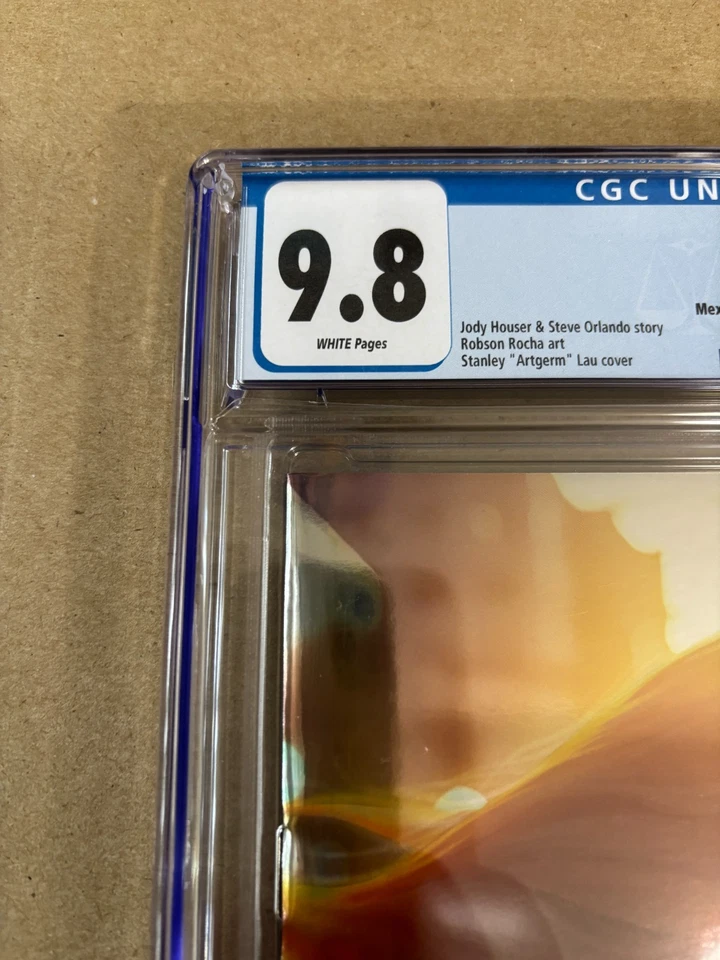 CGC UN
9.8
WHITE Pages
Mex
Jody Houser & Steve Orlando story
Robson Rocha art
Stanley "Artgerm" Lau cover